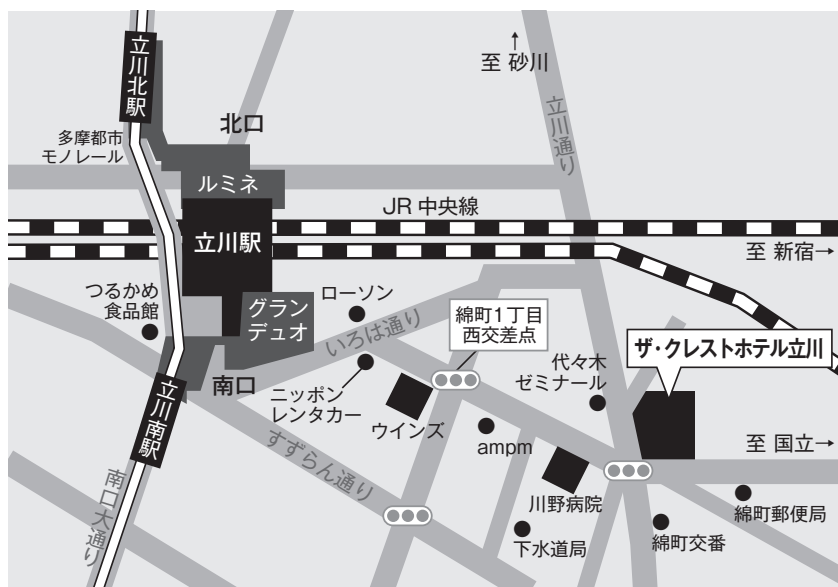 ↑
至 砂川
立川北駅
北口
多摩都市
モノレール
立川通り
ルミネ
JR 中央線
立川駅
至 新宿→
つるかめ
食品館
グラン
デュオ
ローソン
いろは通り
綿町1丁目
西交差点
代々木
ゼミナール
ザ・クレストホテル立川
南口
ニッポン
レンタカー
ウインズ
立川南駅
すずらん通り
ampm
至 国立→
南口大通り
川野病院
下水道局
綿町交番
綿町郵便局